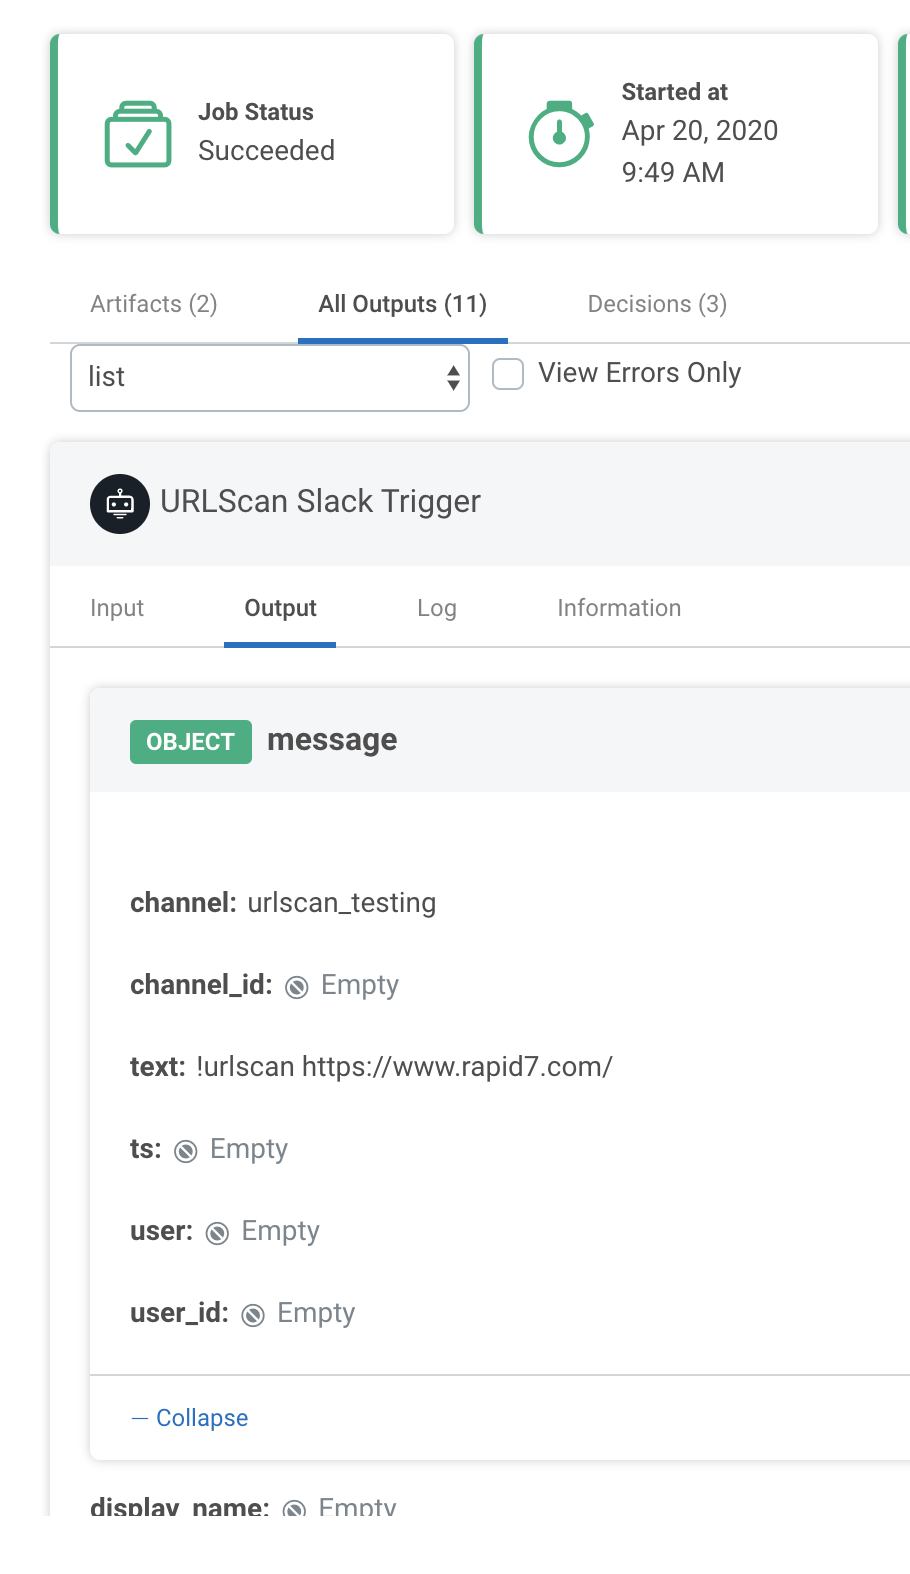 Job Status
Succeeded
Started at
Apr 20, 2020
9:49 AM
Artifacts (2)
All Outputs (11)
Decisions (3)
list
View Errors Only
URLScan Slack Trigger
Input
Output
Log
Information
OBJECT message
channel: urlscan_testing
channel_id: Empty
text: !urlscan https://www.rapid7.com/
ts: Empty
user: Empty
user_id: Empty
— Collapse
display_name: Empty